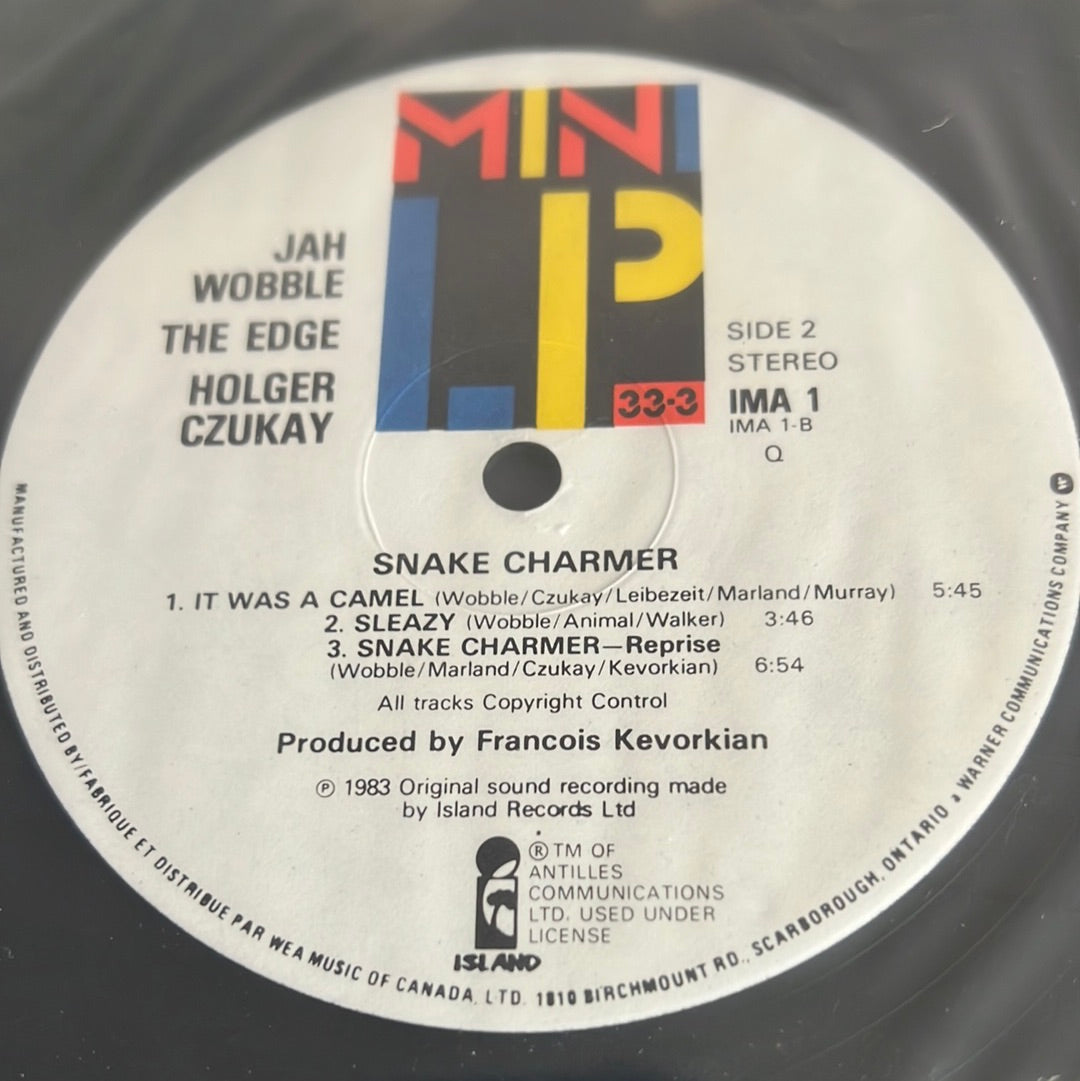 MINI
LP
33·3
JAH
WOBBLE
THE EDGE
HOLGER
CZUKAY
SIDE 2
STEREO
IMA 1
IMA 1-B
Q
SNAKE CHARMER
1. IT WAS A CAMEL (Wobble/Czukay/Leibezeit/Marland/Murray) 5:45
2. SLEAZY (Wobble/Animal/Walker) 3:46
3. SNAKE CHARMER—Reprise
(Wobble/Marland/Czukay/Kevorkian) 6:54
All tracks Copyright Control
Produced by Francois Kevorkian
Ⓟ 1983 Original sound recording made
by Island Records Ltd
® TM OF
ANTILLES
COMMUNICATIONS
LTD. USED UNDER
LICENSE
ISLAND
MANUFACTURED AND DISTRIBUTED BY/FABRIQUE ET DISTRIBUE PAR WEA MUSIC OF CANADA, LTD. 1810 BIRCHMOUNT RD., SCARBOROUGH, ONTARIO a WARNER COMMUNICATIONS COMPANY W